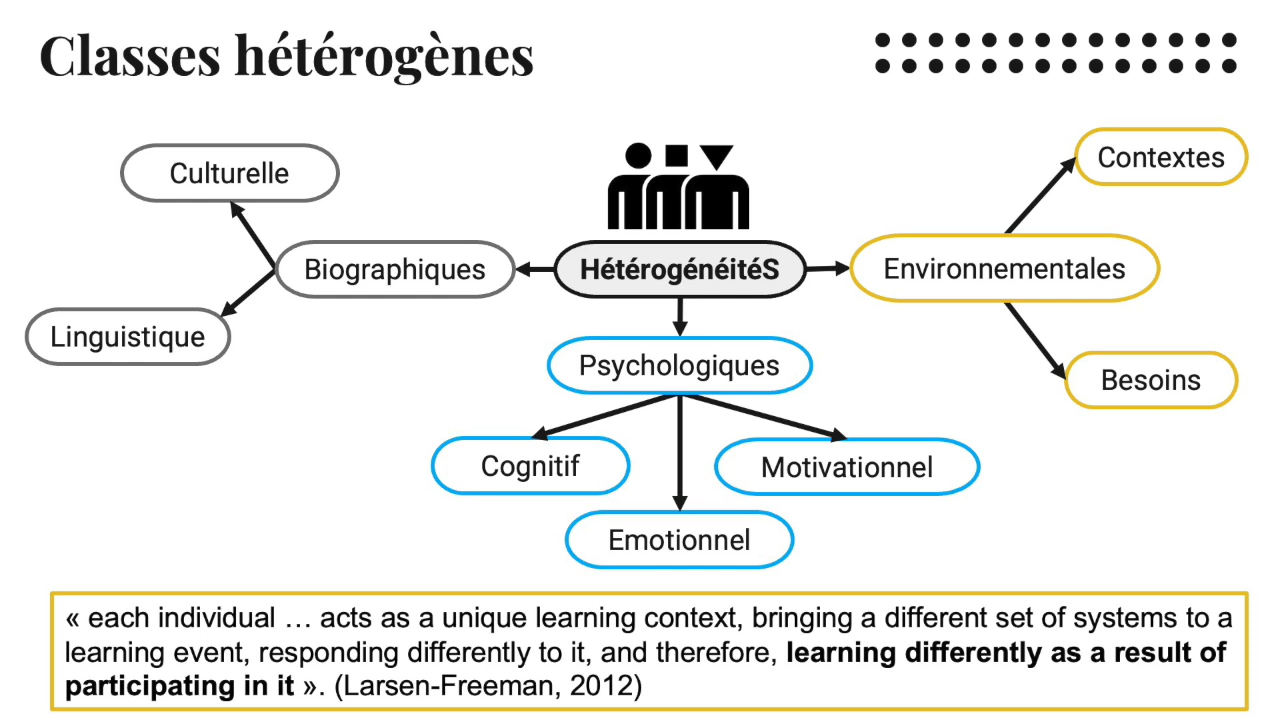 Classes hétérogènes
Culturelle
Contextes
Biographiques
HétérogénéitéS
Environnementales
Linguistique
Psychologiques
Besoins
Cognitif
Motivationnel
Emotionnel
« each individual … acts as a unique learning context, bringing a different set of systems to a
learning event, responding differently to it, and therefore, learning differently as a result of
participating in it ». (Larsen-Freeman, 2012)